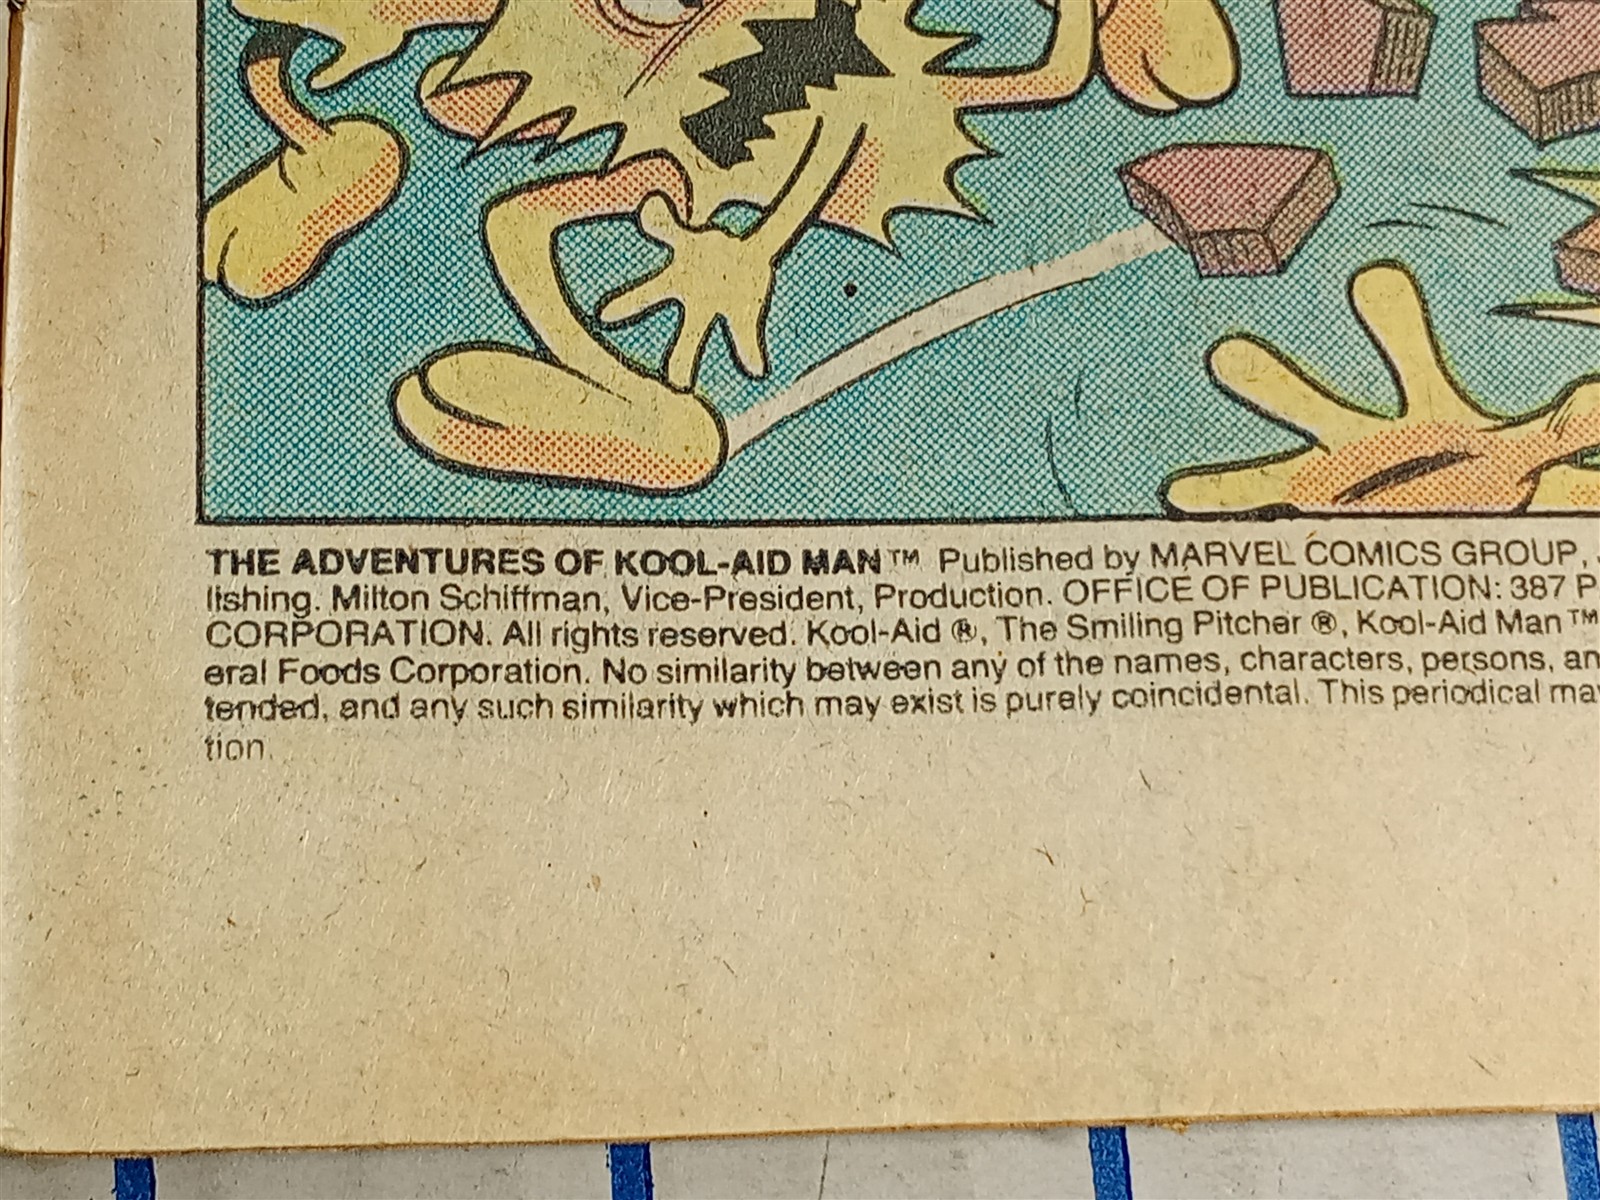 THE ADVENTURES OF KOOL-AID MAN™ Published by MARVEL COMICS GROUP,
lishing. Milton Schiffman, Vice-President, Production. OFFICE OF PUBLICATION: 387 P
CORPORATION. All rights reserved. Kool-Aid ®, The Smiling Pitcher ®, Kool-Aid Man™
eral Foods Corporation. No similarity between any of the names, characters, persons, an
tended, and any such similarity which may exist is purely coincidental. This periodical ma
tion.